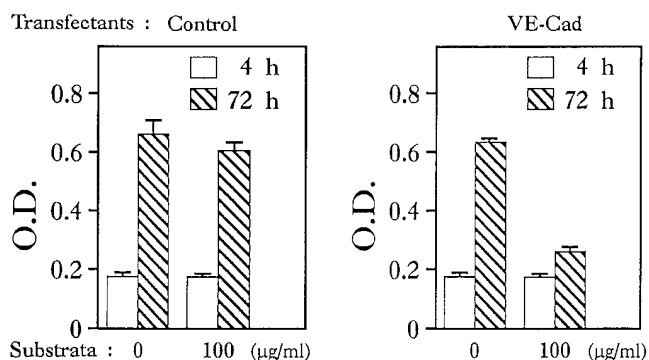 Transfectants : Control VE-Cad
4 h 4 h
72 h 72 h
0.8 0.8
0.6 0.6
0.4 0.4
0.2 0.2
0 0
O.D. O.D.
Substrata : 0 100 (μg/ml) 0 100 (μg/ml)